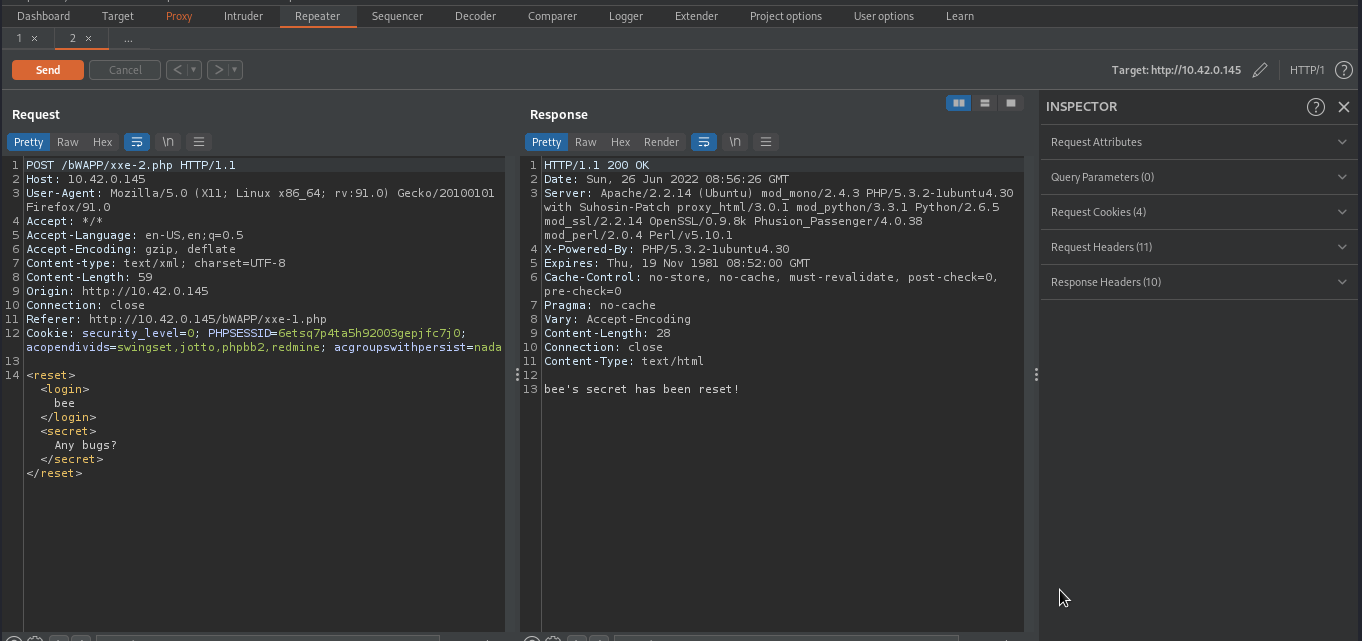 Dashboard Target Proxy Intruder Repeater Sequencer Decoder Comparer Logger Extender Project options User options Learn
1 × 2 × ...
Send Cancel < > Target: http://10.42.0.145 HTTP/1 ?
Request
Pretty Raw Hex \n
1 POST /bWAPP/xxe-2.php HTTP/1.1
2 Host: 10.42.0.145
3 User-Agent: Mozilla/5.0 (X11; Linux x86_64; rv:91.0) Gecko/20100101
Firefox/91.0
4 Accept: */*
5 Accept-Language: en-US,en;q=0.5
6 Accept-Encoding: gzip, deflate
7 Content-type: text/xml; charset=UTF-8
8 Content-Length: 59
9 Origin: http://10.42.0.145
10 Connection: close
11 Referer: http://10.42.0.145/bWAPP/xxe-1.php
12 Cookie: security_level=0; PHPSESSID=6etsq7p4ta5h92003gepjfc7j0;
acopendivids=swingset,jotto,phpbb2,redmine; acgroupswithpersist=nada
13
14 <reset>
<login>
bee
</login>
<secret>
Any bugs?
</secret>
</reset>
Response
Pretty Raw Hex Render \n
1 HTTP/1.1 200 OK
2 Date: Sun, 26 Jun 2022 08:56:26 GMT
3 Server: Apache/2.2.14 (Ubuntu) mod_mono/2.4.3 PHP/5.3.2-1ubuntu4.30
with Suhosin-Patch proxy_html/3.0.1 mod_python/3.3.1 Python/2.6.5
mod_ssl/2.2.14 OpenSSL/0.9.8k Phusion_Passenger/4.0.38
mod_perl/2.0.4 Perl/v5.10.1
4 X-Powered-By: PHP/5.3.2-1ubuntu4.30
5 Expires: Thu, 19 Nov 1981 08:52:00 GMT
6 Cache-Control: no-store, no-cache, must-revalidate, post-check=0,
pre-check=0
7 Pragma: no-cache
8 Vary: Accept-Encoding
9 Content-Length: 28
10 Connection: close
11 Content-Type: text/html
12
13 bee's secret has been reset!
INSPECTOR ? ×
Request Attributes
Query Parameters (0)
Request Cookies (4)
Request Headers (11)
Response Headers (10)